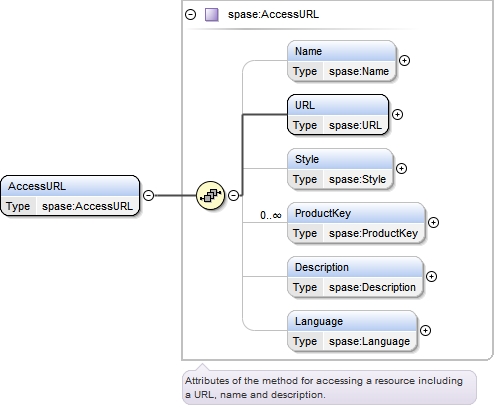 spase:AccessURL
Name
Type spase:Name
URL
Type spase:URL
Style
Type spase:Style
AccessURL
Type spase:AccessURL
0..∞
ProductKey
Type spase:ProductKey
Description
Type spase:Description
Language
Type spase:Language
Attributes of the method for accessing a resource including
a URL, name and description.